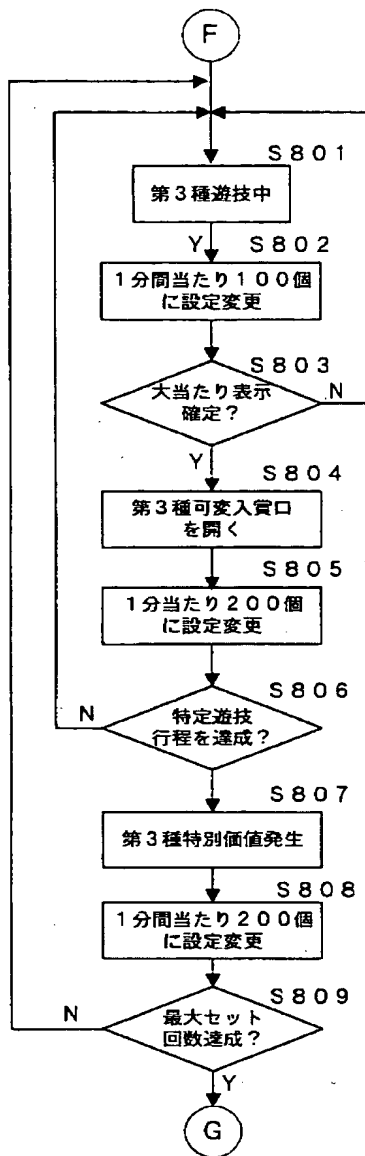 F
S801
第3種遊技中
Y
S802
1分間当たり100個
に設定変更
S803
大当たり表示
確定?
N
Y
S804
第3種可変入賞口
を開く
S805
1分当たり200個
に設定変更
S806
N
特定遊技
行程を達成?
S807
第3種特別価値発生
S808
1分間当たり200個
に設定変更
S809
N
最大セット
回数達成?
Y
G